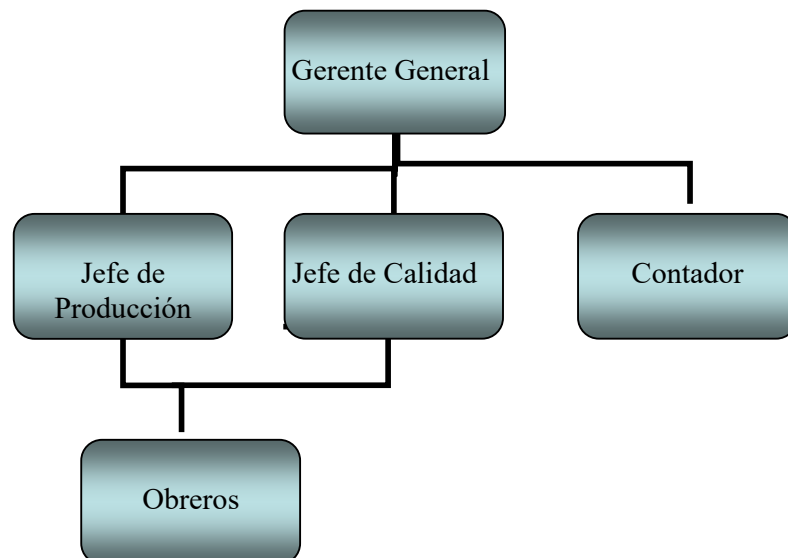 Gerente General
Jefe de
Producción
Jefe de Calidad
Contador
Obreros